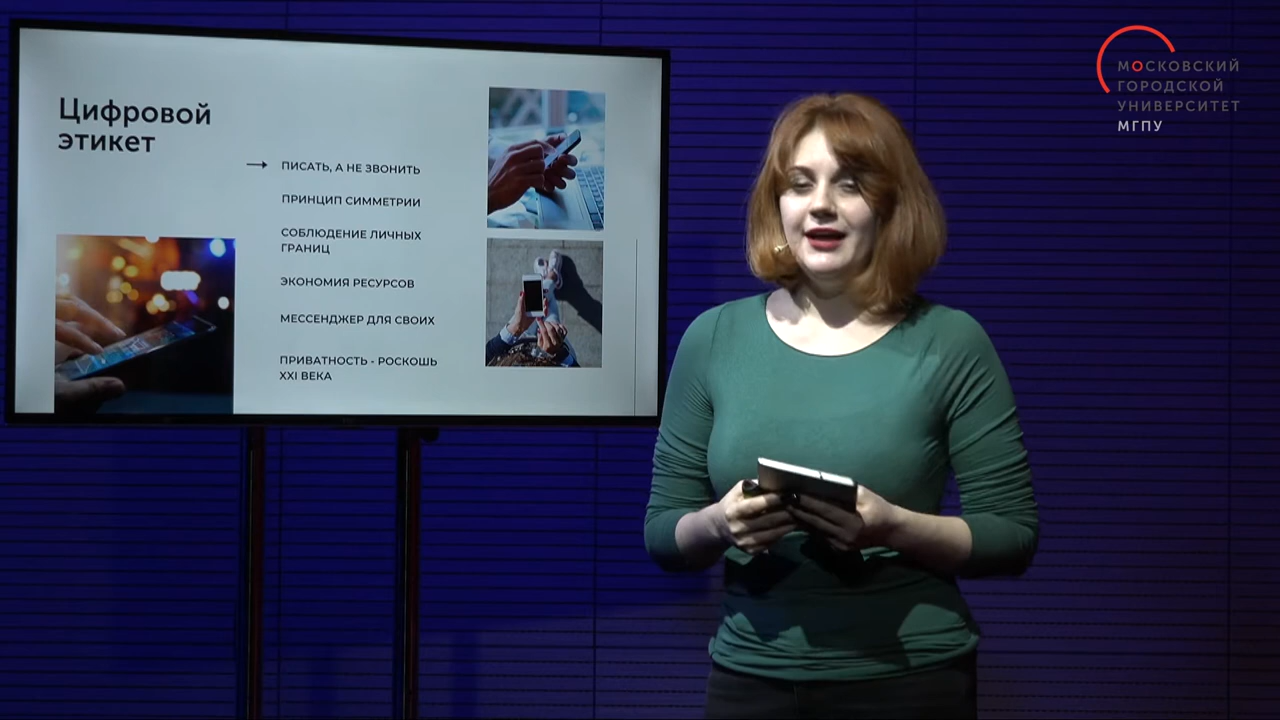 Цифровой
этикет
ПИСАТЬ, А НЕ ЗВОНИТЬ
ПРИНЦИП СИММЕТРИИ
СОБЛЮДЕНИЕ ЛИЧНЫХ
ГРАНИЦ
ЭКОНОМИЯ РЕСУРСОВ
МЕССЕНДЖЕР ДЛЯ СВОИХ
ПРИВАТНОСТЬ - РОСКОШЬ
XXI ВЕКА
МОСКОВСКИЙ
ГОРОДСКОЙ
УНИВЕРСИТЕТ
МГПУ